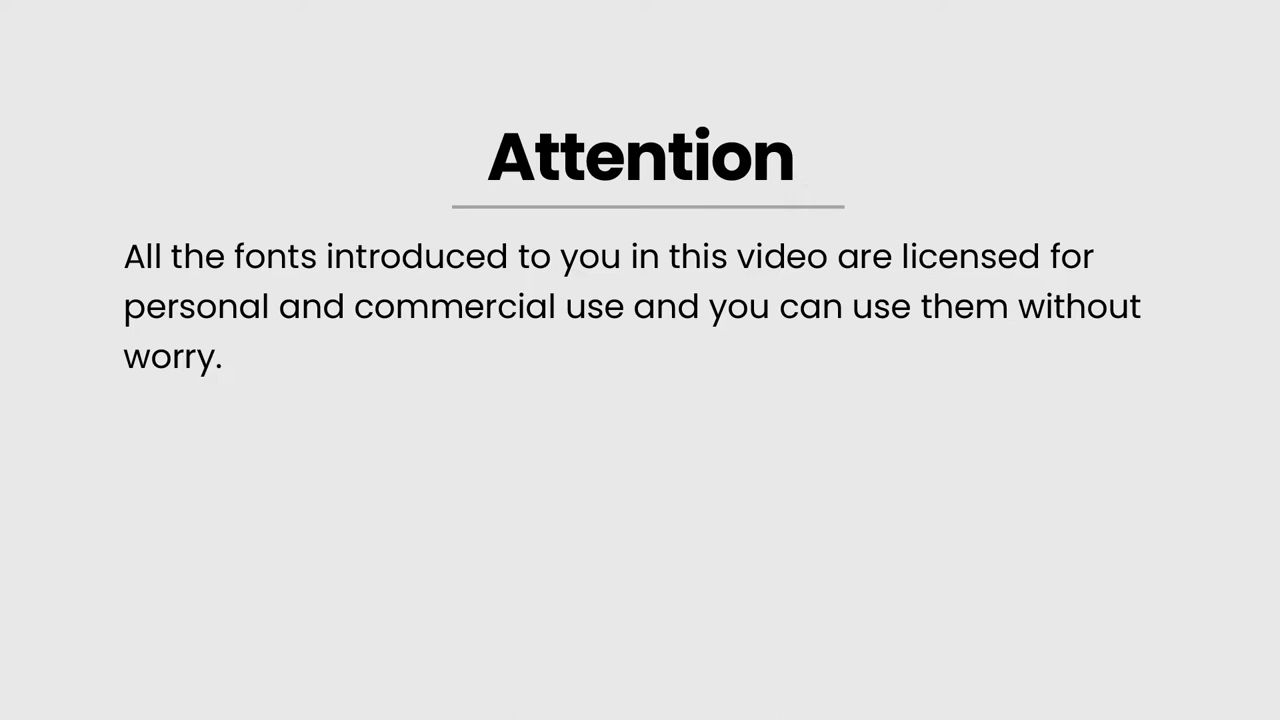 Attention
All the fonts introduced to you in this video are licensed for
personal and commercial use and you can use them without
worry.